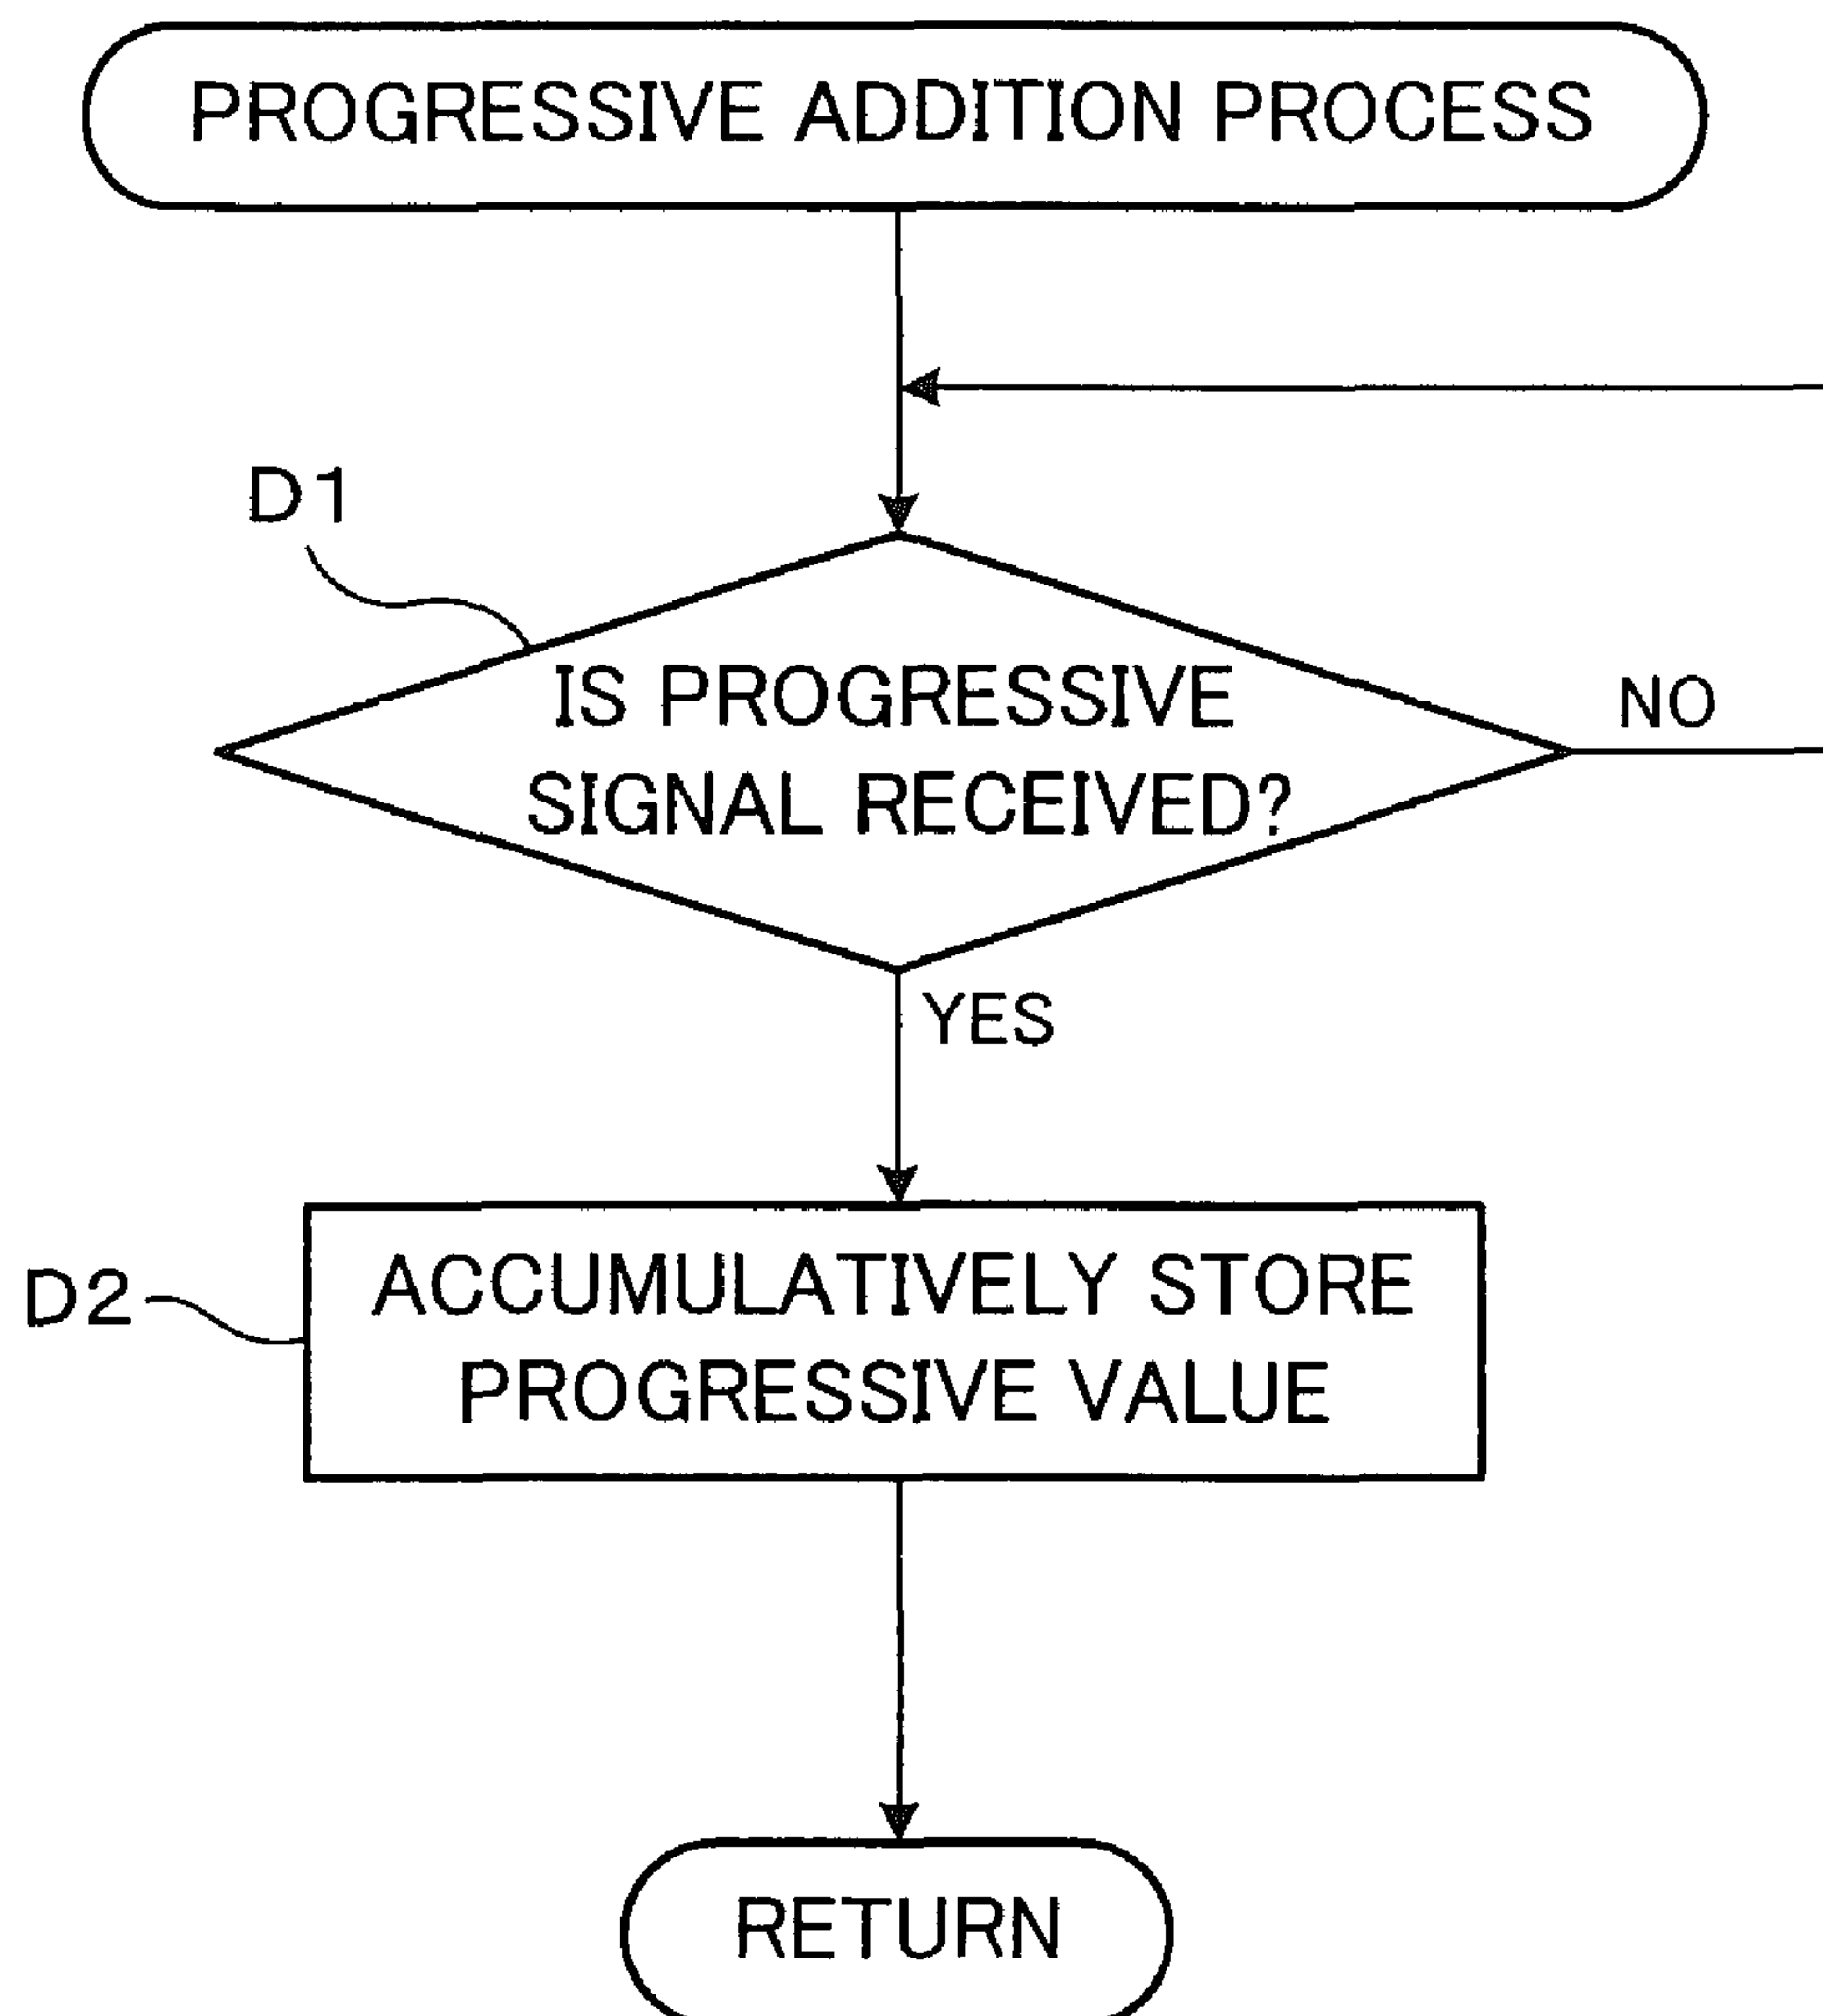 PROGRESSIVE ADDITION PROCESS
D1
IS PROGRESSIVE
SIGNAL RECEIVED?
NO
YES
D2
ACCUMULATIVELY STORE
PROGRESSIVE VALUE
RETURN